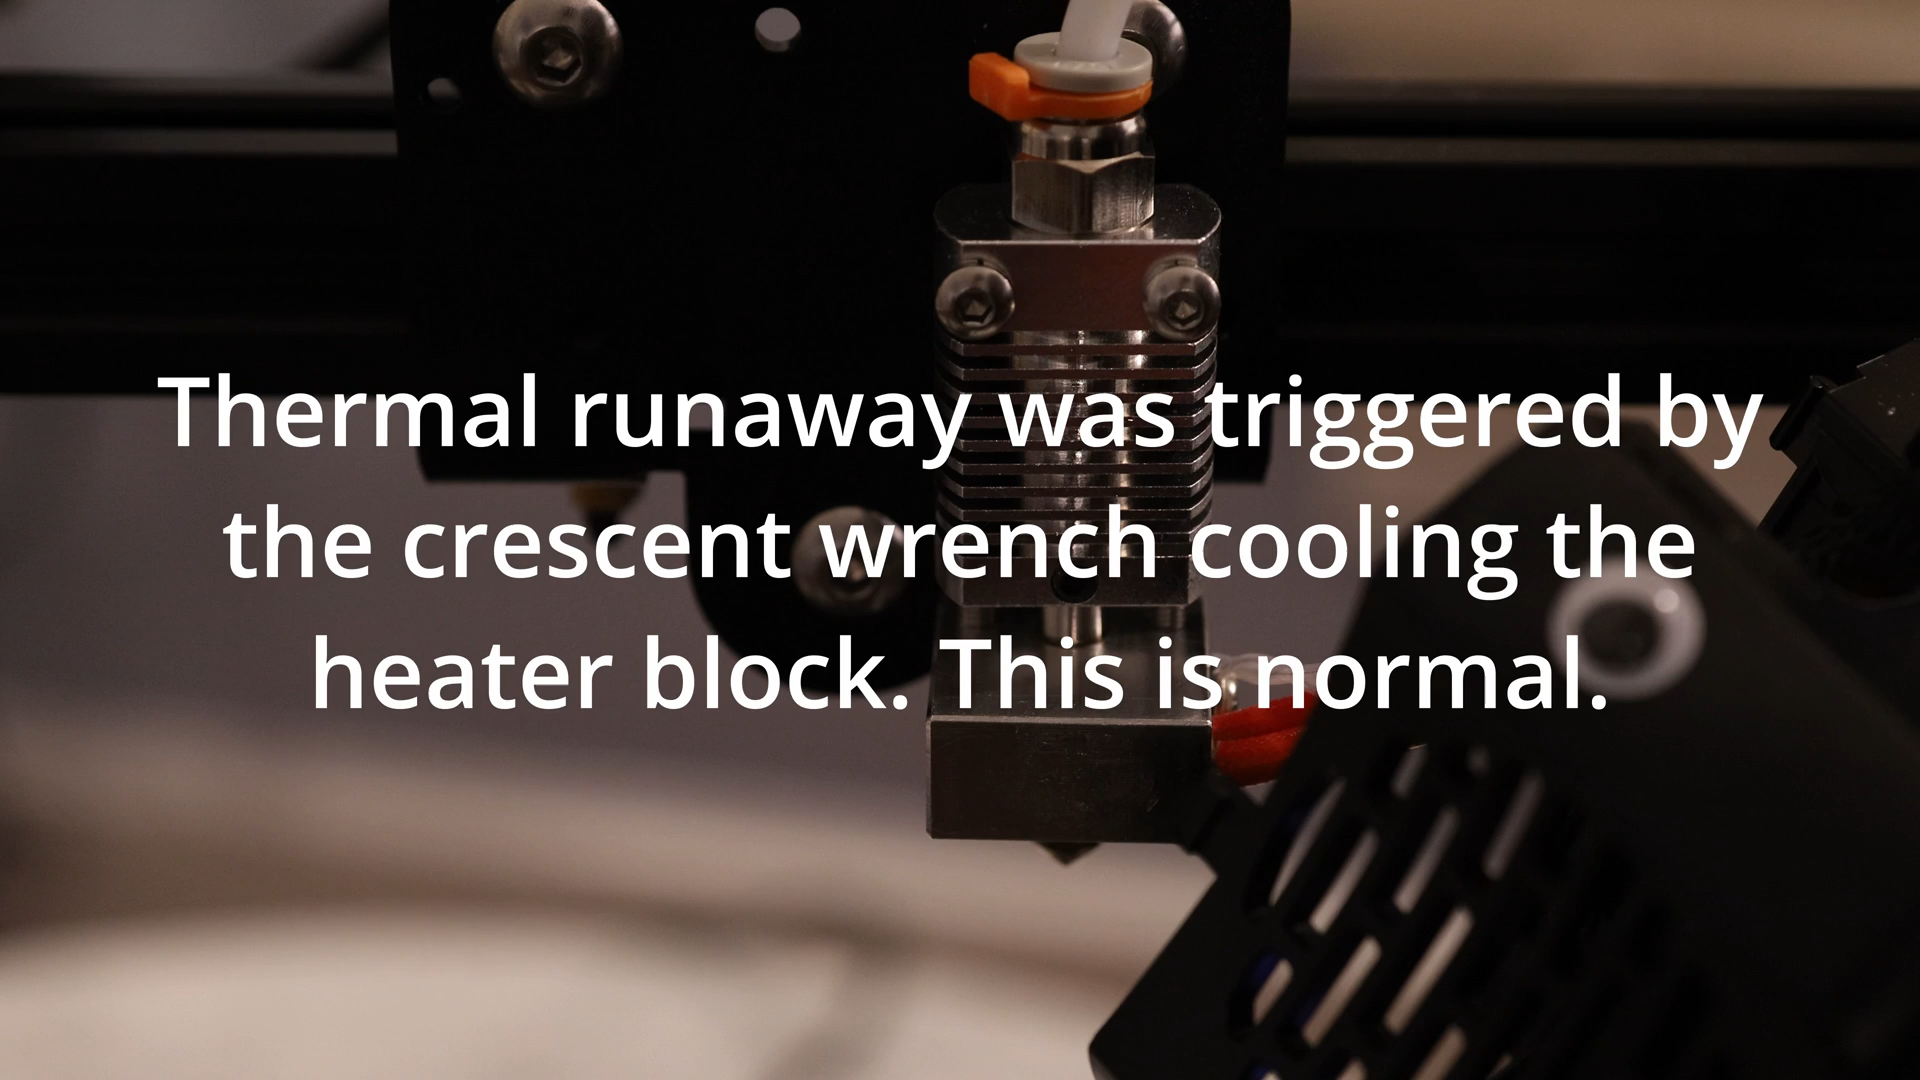 Thermal runaway was triggered by
the crescent wrench cooling the
heater block. This is normal.